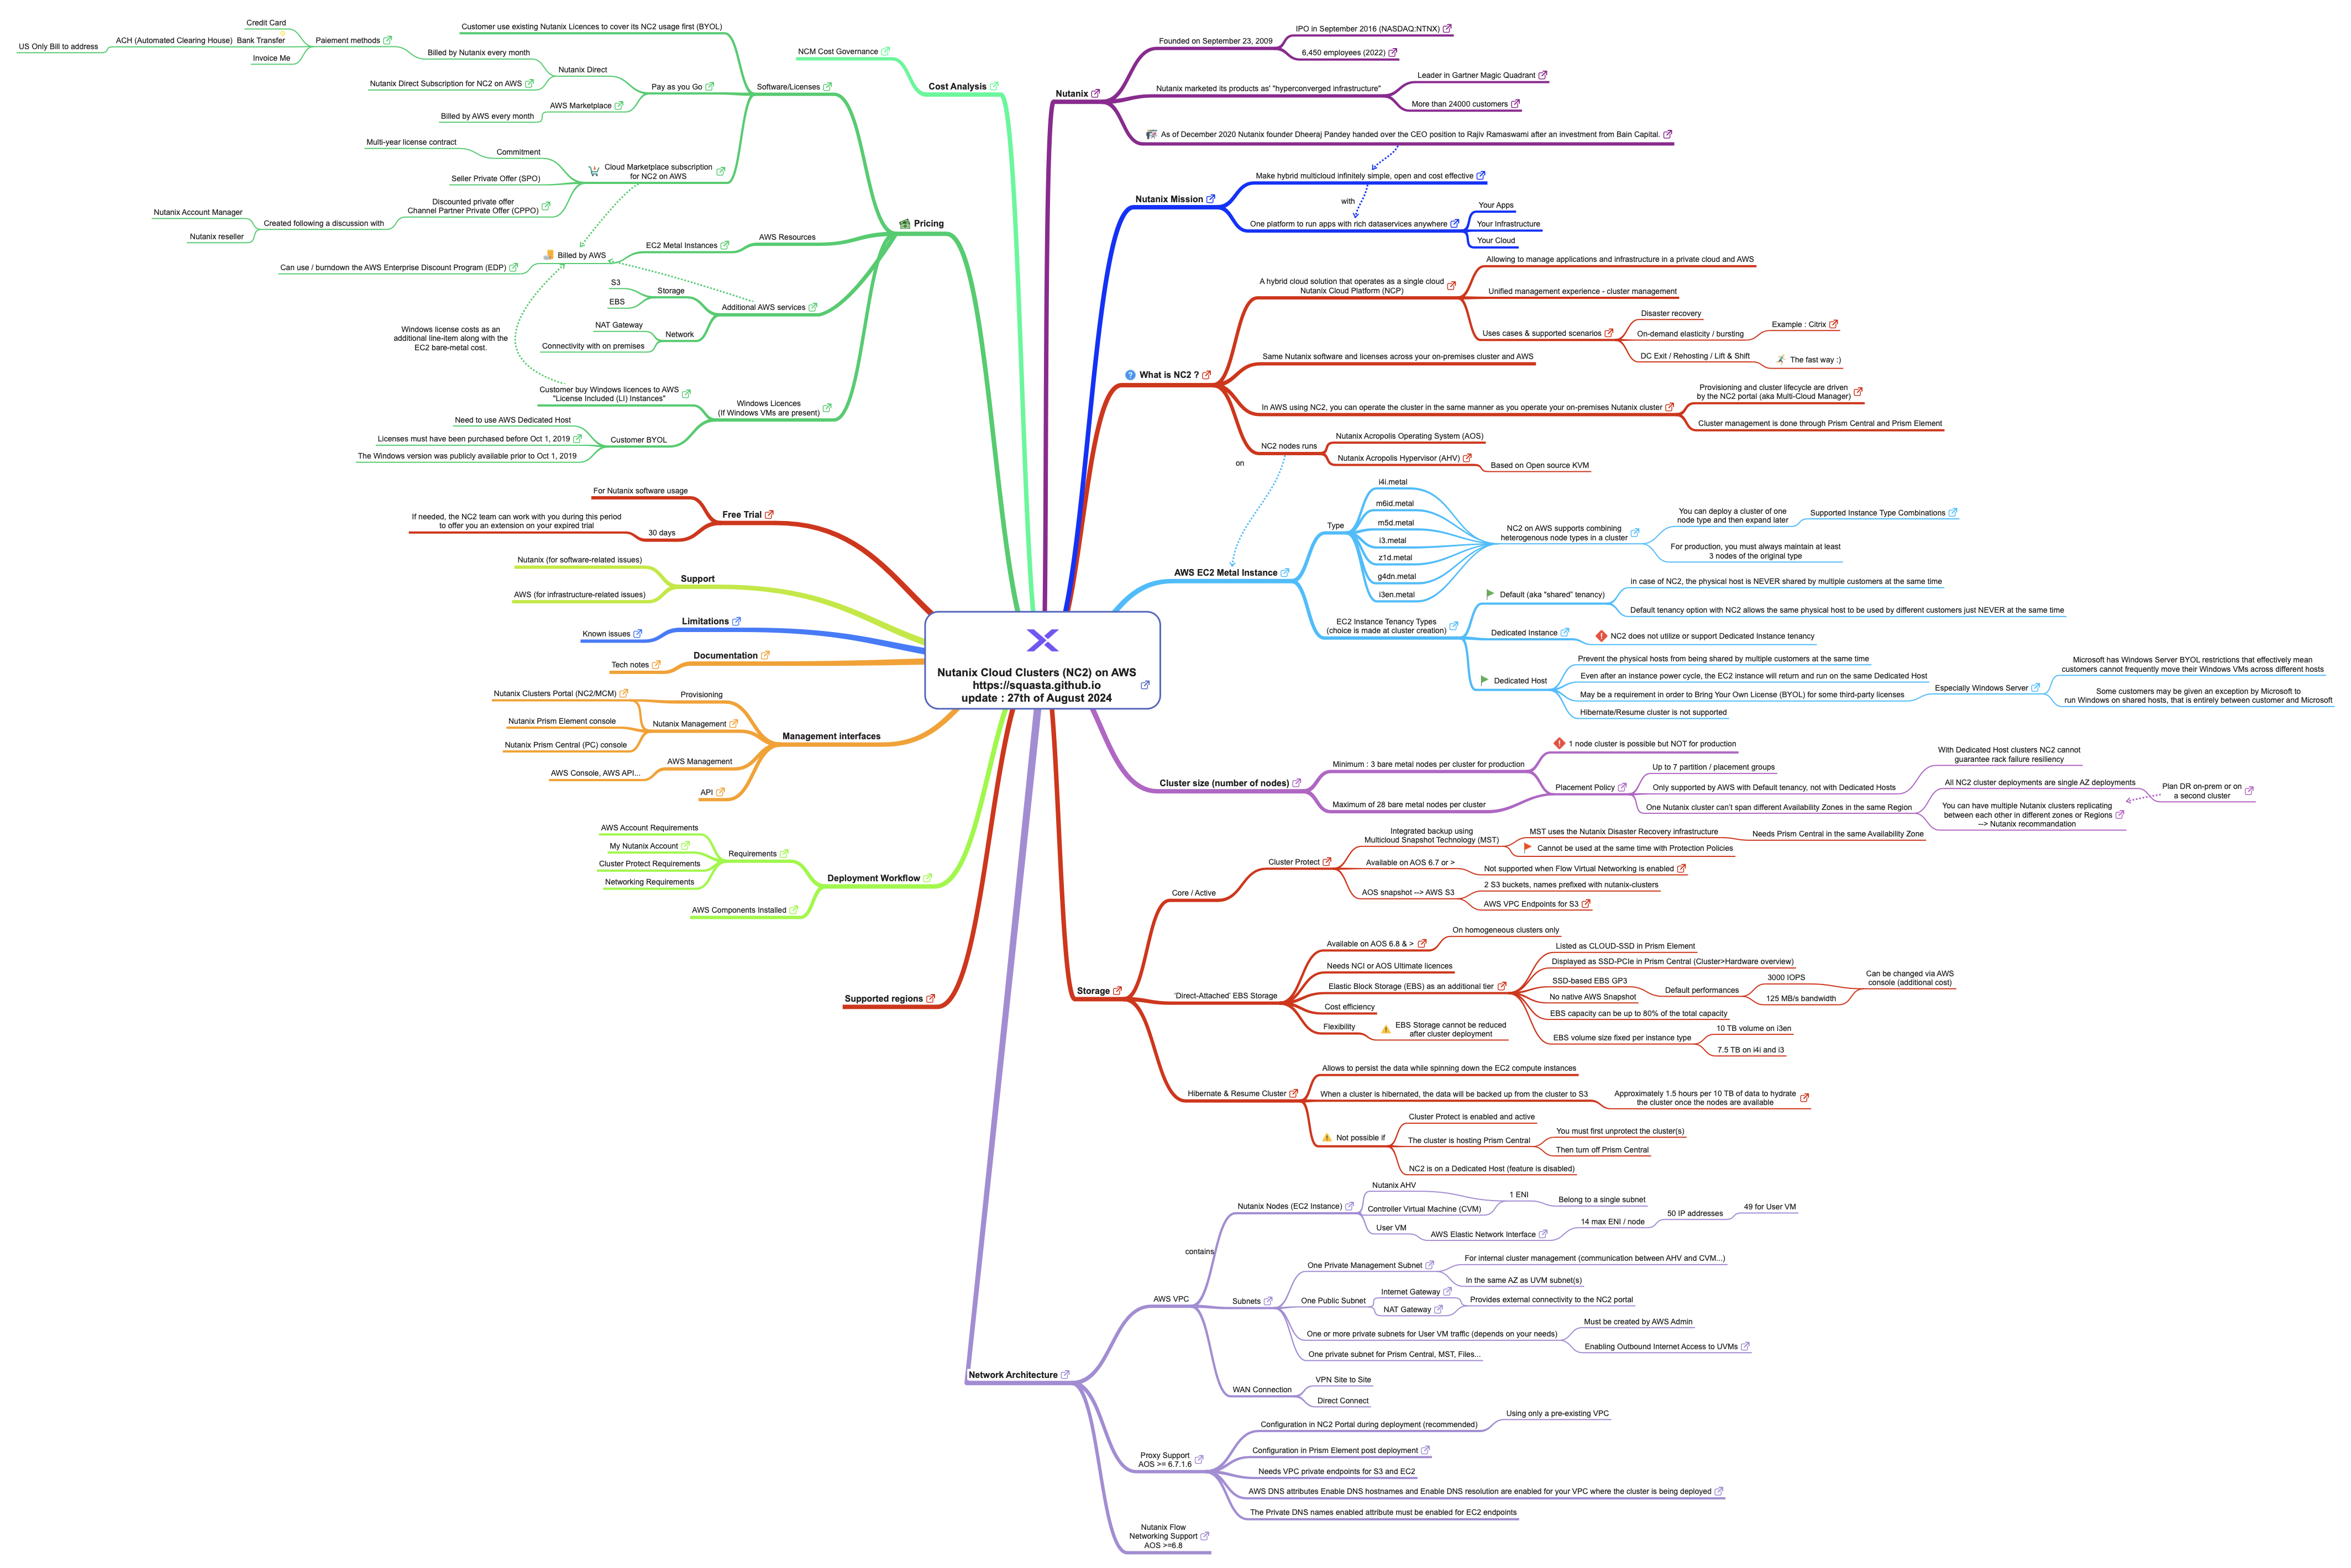 Nutanix Cloud Clusters (NC2) on AWS
https://squasta.github.io
update : 27th of August 2024
Nutanix
Founded on September 23, 2009
IPO in September 2016 (NASDAQ:NTNX)
6,450 employees (2022)
Nutanix marketed its products as' "hyperconverged infrastructure"
Leader in Gartner Magic Quadrant
More than 24000 customers
As of December 2020 Nutanix founder Dheeraj Pandey handed over the CEO position to Rajiv Ramaswami after an investment from Bain Capital.
Nutanix Mission
Make hybrid multicloud infinitely simple, open and cost effective
with
One platform to run apps with rich dataservices anywhere
Your Apps
Your Infrastructure
Your Cloud
What is NC2 ?
A hybrid cloud solution that operates as a single cloud
Nutanix Cloud Platform (NCP)
Allowing to manage applications and infrastructure in a private cloud and AWS
Unified management experience - cluster management
Uses cases & supported scenarios
Disaster recovery
On-demand elasticity / bursting
Example : Citrix
DC Exit / Rehosting / Lift & Shift
The fast way :)
Same Nutanix software and licenses across your on-premises cluster and AWS
In AWS using NC2, you can operate the cluster in the same manner as you operate your on-premises Nutanix cluster
Provisioning and cluster lifecycle are driven
by the NC2 portal (aka Multi-Cloud Manager)
Cluster management is done through Prism Central and Prism Element
NC2 nodes runs
Nutanix Acropolis Operating System (AOS)
Nutanix Acropolis Hypervisor (AHV)
Based on Open source KVM
on
AWS EC2 Metal Instance
Type
i4i.metal
m6id.metal
m5d.metal
i3.metal
z1d.metal
g4dn.metal
i3en.metal
NC2 on AWS supports combining
heterogenous node types in a cluster
You can deploy a cluster of one
node type and then expand later
Supported Instance Type Combinations
For production, you must always maintain at least
3 nodes of the original type
EC2 Instance Tenancy Types
(choice is made at cluster creation)
Default (aka "shared" tenancy)
in case of NC2, the physical host is NEVER shared by multiple customers at the same time
Default tenancy option with NC2 allows the same physical host to be used by different customers just NEVER at the same time
Dedicated Instance
NC2 does not utilize or support Dedicated Instance tenancy
Dedicated Host
Prevent the physical hosts from being shared by multiple customers at the same time
Even after an instance power cycle, the EC2 instance will return and run on the same Dedicated Host
May be a requirement in order to Bring Your Own License (BYOL) for some third-party licenses
Especially Windows Server
Microsoft has Windows Server BYOL restrictions that effectively mean
customers cannot frequently move their Windows VMs across different hosts
Some customers may be given an exception by Microsoft to
run Windows on shared hosts, that is entirely between customer and Microsoft
Hibernate/Resume cluster is not supported
Cluster size (number of nodes)
Minimum : 3 bare metal nodes per cluster for production
1 node cluster is possible but NOT for production
Maximum of 28 bare metal nodes per cluster
Placement Policy
Up to 7 partition / placement groups
Only supported by AWS with Default tenancy, not with Dedicated Hosts
With Dedicated Host clusters NC2 cannot
guarantee rack failure resiliency
One Nutanix cluster can't span different Availability Zones in the same Region
All NC2 cluster deployments are single AZ deployments
Plan DR on-prem or on
a second cluster
You can have multiple Nutanix clusters replicating
between each other in different zones or Regions
--> Nutanix recommandation
Storage
Core / Active
Cluster Protect
Integrated backup using
Multicloud Snapshot Technology (MST)
MST uses the Nutanix Disaster Recovery infrastructure
Needs Prism Central in the same Availability Zone
Cannot be used at the same time with Protection Policies
Available on AOS 6.7 or >
Not supported when Flow Virtual Networking is enabled
AOS snapshot --> AWS S3
2 S3 buckets, names prefixed with nutanix-clusters
AWS VPC Endpoints for S3
'Direct-Attached' EBS Storage
Available on AOS 6.8 & >
On homogeneous clusters only
Needs NCI or AOS Ultimate licences
Elastic Block Storage (EBS) as an additional tier
Listed as CLOUD-SSD in Prism Element
Displayed as SSD-PCIe in Prism Central (Cluster>Hardware overview)
SSD-based EBS GP3
Default performances
3000 IOPS
125 MB/s bandwidth
Can be changed via AWS
console (additional cost)
No native AWS Snapshot
EBS capacity can be up to 80% of the total capacity
EBS volume size fixed per instance type
10 TB volume on i3en
7.5 TB on i4i and i3
Cost efficiency
Flexibility
EBS Storage cannot be reduced
after cluster deployment
Hibernate & Resume Cluster
Allows to persist the data while spinning down the EC2 compute instances
When a cluster is hibernated, the data will be backed up from the cluster to S3
Approximately 1.5 hours per 10 TB of data to hydrate
the cluster once the nodes are available
Not possible if
Cluster Protect is enabled and active
The cluster is hosting Prism Central
You must first unprotect the cluster(s)
Then turn off Prism Central
NC2 is on a Dedicated Host (feature is disabled)
Network Architecture
AWS VPC
contains
Nutanix Nodes (EC2 Instance)
Nutanix AHV
Controller Virtual Machine (CVM)
1 ENI
Belong to a single subnet
User VM
AWS Elastic Network Interface
14 max ENI / node
50 IP addresses
49 for User VM
Subnets
One Private Management Subnet
For internal cluster management (communication between AHV and CVM...)
In the same AZ as UVM subnet(s)
One Public Subnet
Internet Gateway
NAT Gateway
Provides external connectivity to the NC2 portal
One or more private subnets for User VM traffic (depends on your needs)
Must be created by AWS Admin
Enabling Outbound Internet Access to UVMs
One private subnet for Prism Central, MST, Files...
WAN Connection
VPN Site to Site
Direct Connect
Proxy Support
AOS >= 6.7.1.6
Configuration in NC2 Portal during deployment (recommended)
Using only a pre-existing VPC
Configuration in Prism Element post deployment
Needs VPC private endpoints for S3 and EC2
AWS DNS attributes Enable DNS hostnames and Enable DNS resolution are enabled for your VPC where the cluster is being deployed
The Private DNS names enabled attribute must be enabled for EC2 endpoints
Nutanix Flow
Networking Support
AOS >=6.8
Cost Analysis
NCM Cost Governance
Pricing
Software/Licenses
Customer use existing Nutanix Licences to cover its NC2 usage first (BYOL)
Pay as you Go
Nutanix Direct
Billed by Nutanix every month
Paiement methods
Credit Card
ACH (Automated Clearing House) Bank Transfer
US Only Bill to address
Invoice Me
Nutanix Direct Subscription for NC2 on AWS
AWS Marketplace
Billed by AWS every month
Cloud Marketplace subscription
for NC2 on AWS
Commitment
Multi-year license contract
Seller Private Offer (SPO)
Discounted private offer
Channel Partner Private Offer (CPPO)
Created following a discussion with
Nutanix Account Manager
Nutanix reseller
AWS Resources
EC2 Metal Instances
Billed by AWS
Can use / burndown the AWS Enterprise Discount Program (EDP)
Additional AWS services
Storage
S3
EBS
Network
NAT Gateway
Connectivity with on premises
Windows license costs as an
additional line-item along with the
EC2 bare-metal cost.
Windows Licences
(If Windows VMs are present)
Customer buy Windows licences to AWS
"License Included (LI) Instances"
Customer BYOL
Need to use AWS Dedicated Host
Licenses must have been purchased before Oct 1, 2019
The Windows version was publicly available prior to Oct 1, 2019
Free Trial
For Nutanix software usage
30 days
If needed, the NC2 team can work with you during this period
to offer you an extension on your expired trial
Support
Nutanix (for software-related issues)
AWS (for infrastructure-related issues)
Limitations
Known issues
Documentation
Tech notes
Management interfaces
Provisioning
Nutanix Clusters Portal (NC2/MCM)
Nutanix Management
Nutanix Prism Element console
Nutanix Prism Central (PC) console
AWS Management
AWS Console, AWS API...
API
Deployment Workflow
Requirements
AWS Account Requirements
My Nutanix Account
Cluster Protect Requirements
Networking Requirements
AWS Components Installed
Supported regions